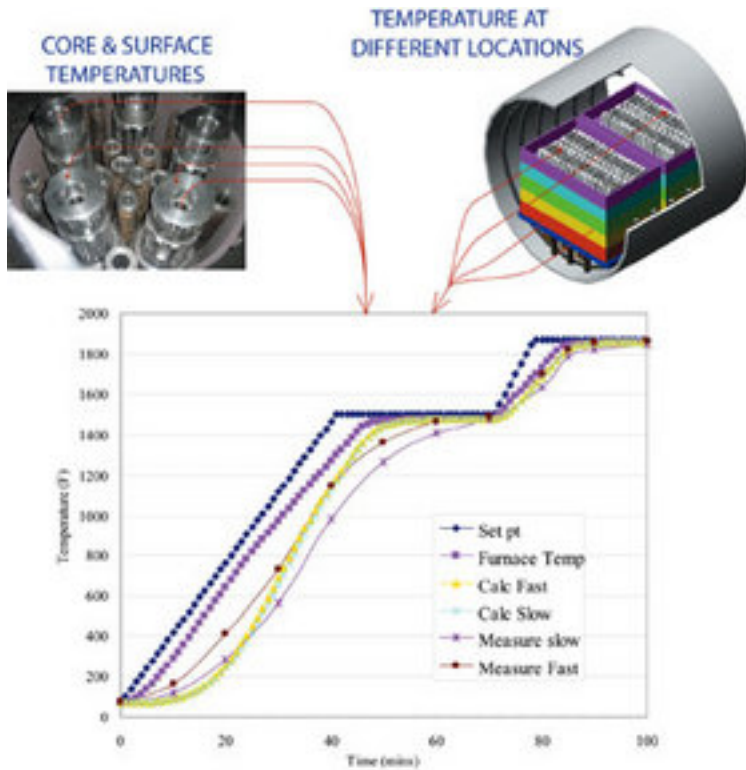 CORE & SURFACE
TEMPERATURES
TEMPERATURE AT
DIFFERENT LOCATIONS
2000
1800
1600
1400
1200
1000
800
600
400
200
0
Temperature (F)
Set pt
Furnace Temp
Calc Fast
Calc Slow
Measure slow
Measure Fast
0 20 40 60 80 100
Time (mins)